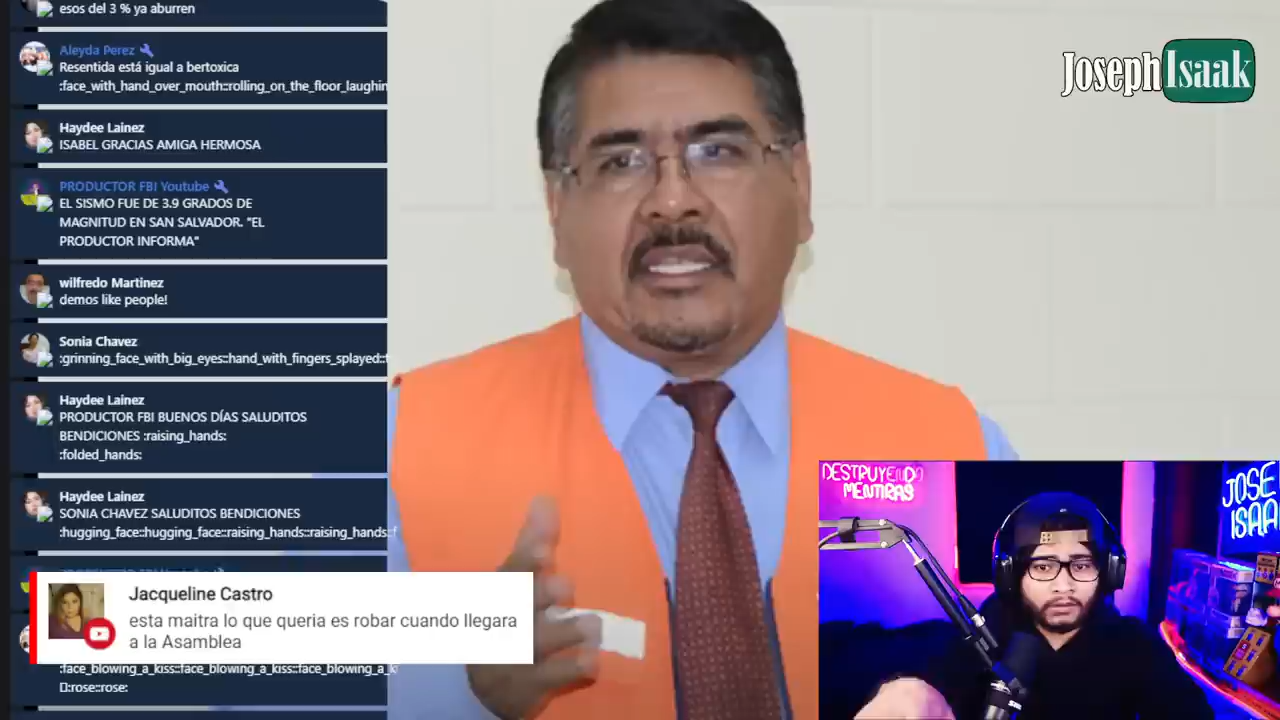 esos del 3 % ya aburren
Aleyda Perez
Resentida está igual a bertoxica
:face_with_hand_over_mouth::rolling_on_the_floor_laughin
Haydee Lainez
ISABEL GRACIAS AMIGA HERMOSA
PRODUCTOR FBI Youtube
EL SISMO FUE DE 3.9 GRADOS DE
MAGNITUD EN SAN SALVADOR. "EL
PRODUCTOR INFORMA"
wilfredo Martinez
demos like people!
Sonia Chavez
:grinning_face_with_big_eyes::hand_with_fingers_splayed::
Haydee Lainez
PRODUCTOR FBI BUENOS DÍAS SALUDITOS
BENDICIONES :raising_hands:
:folded_hands:
Haydee Lainez
SONIA CHAVEZ SALUDITOS BENDICIONES
:hugging_face::hugging_face::raising_hands::raising_hands:
Jacqueline Castro
esta maitra lo que queria es robar cuando llegara
a la Asamblea
:face_blowing_a_kiss::face_blowing_a_kiss::face_blowing_a_k
:rose::rose:
JosephIsaak
DESTRUYENDO
MENTIRAS
JOSE
ISAA